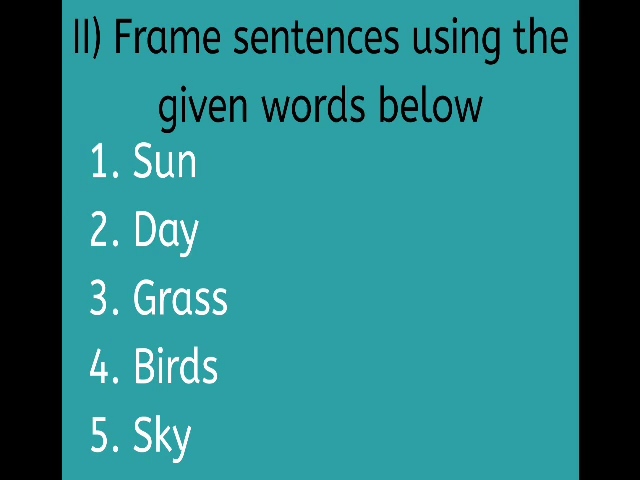 II) Frame sentences using the
given words below
1. Sun
2. Day
3. Grass
4. Birds
5. Sky